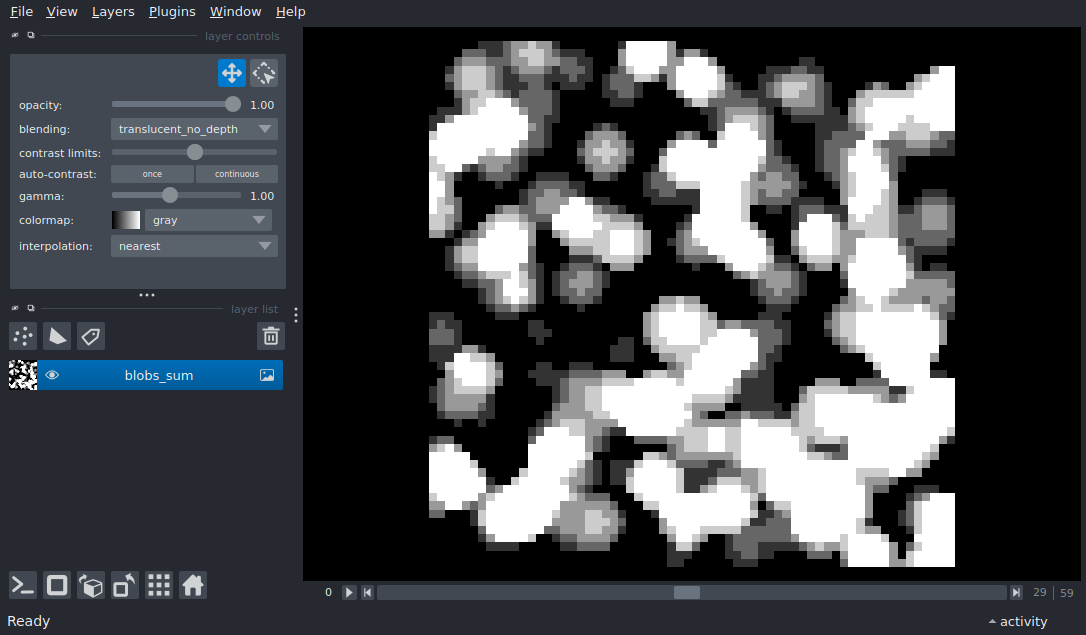 File View Layers Plugins Window Help
layer controls
opacity: 1.00
blending: translucent_no_depth
contrast limits:
auto-contrast: once continuous
gamma: 1.00
colormap: gray
interpolation: nearest
layer list
blobs_sum
0 29 59
Ready activity